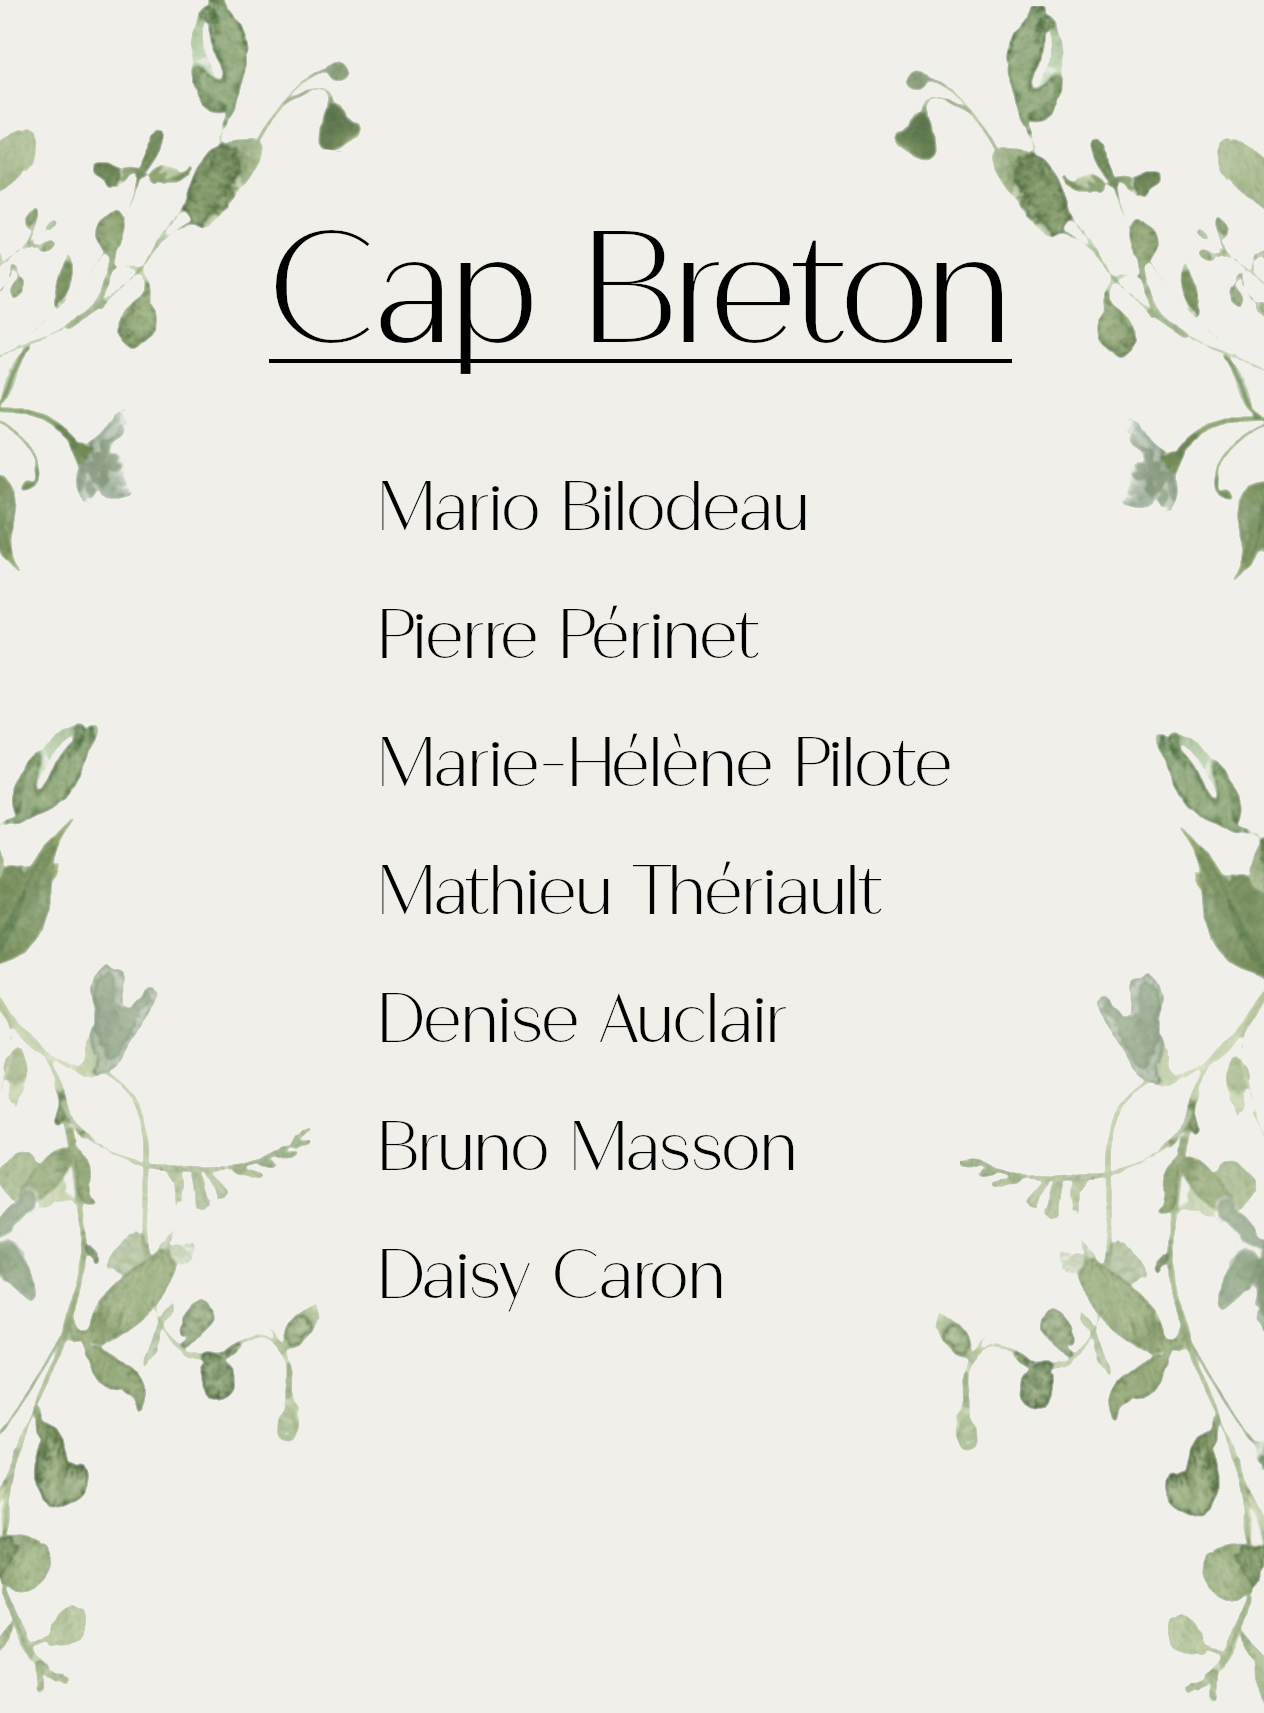 Cap Breton
Mario Bilodeau
Pierre Périnet
Marie-Hélène Pilote
Mathieu Thériault
Denise Auclair
Bruno Masson
Daisy Caron